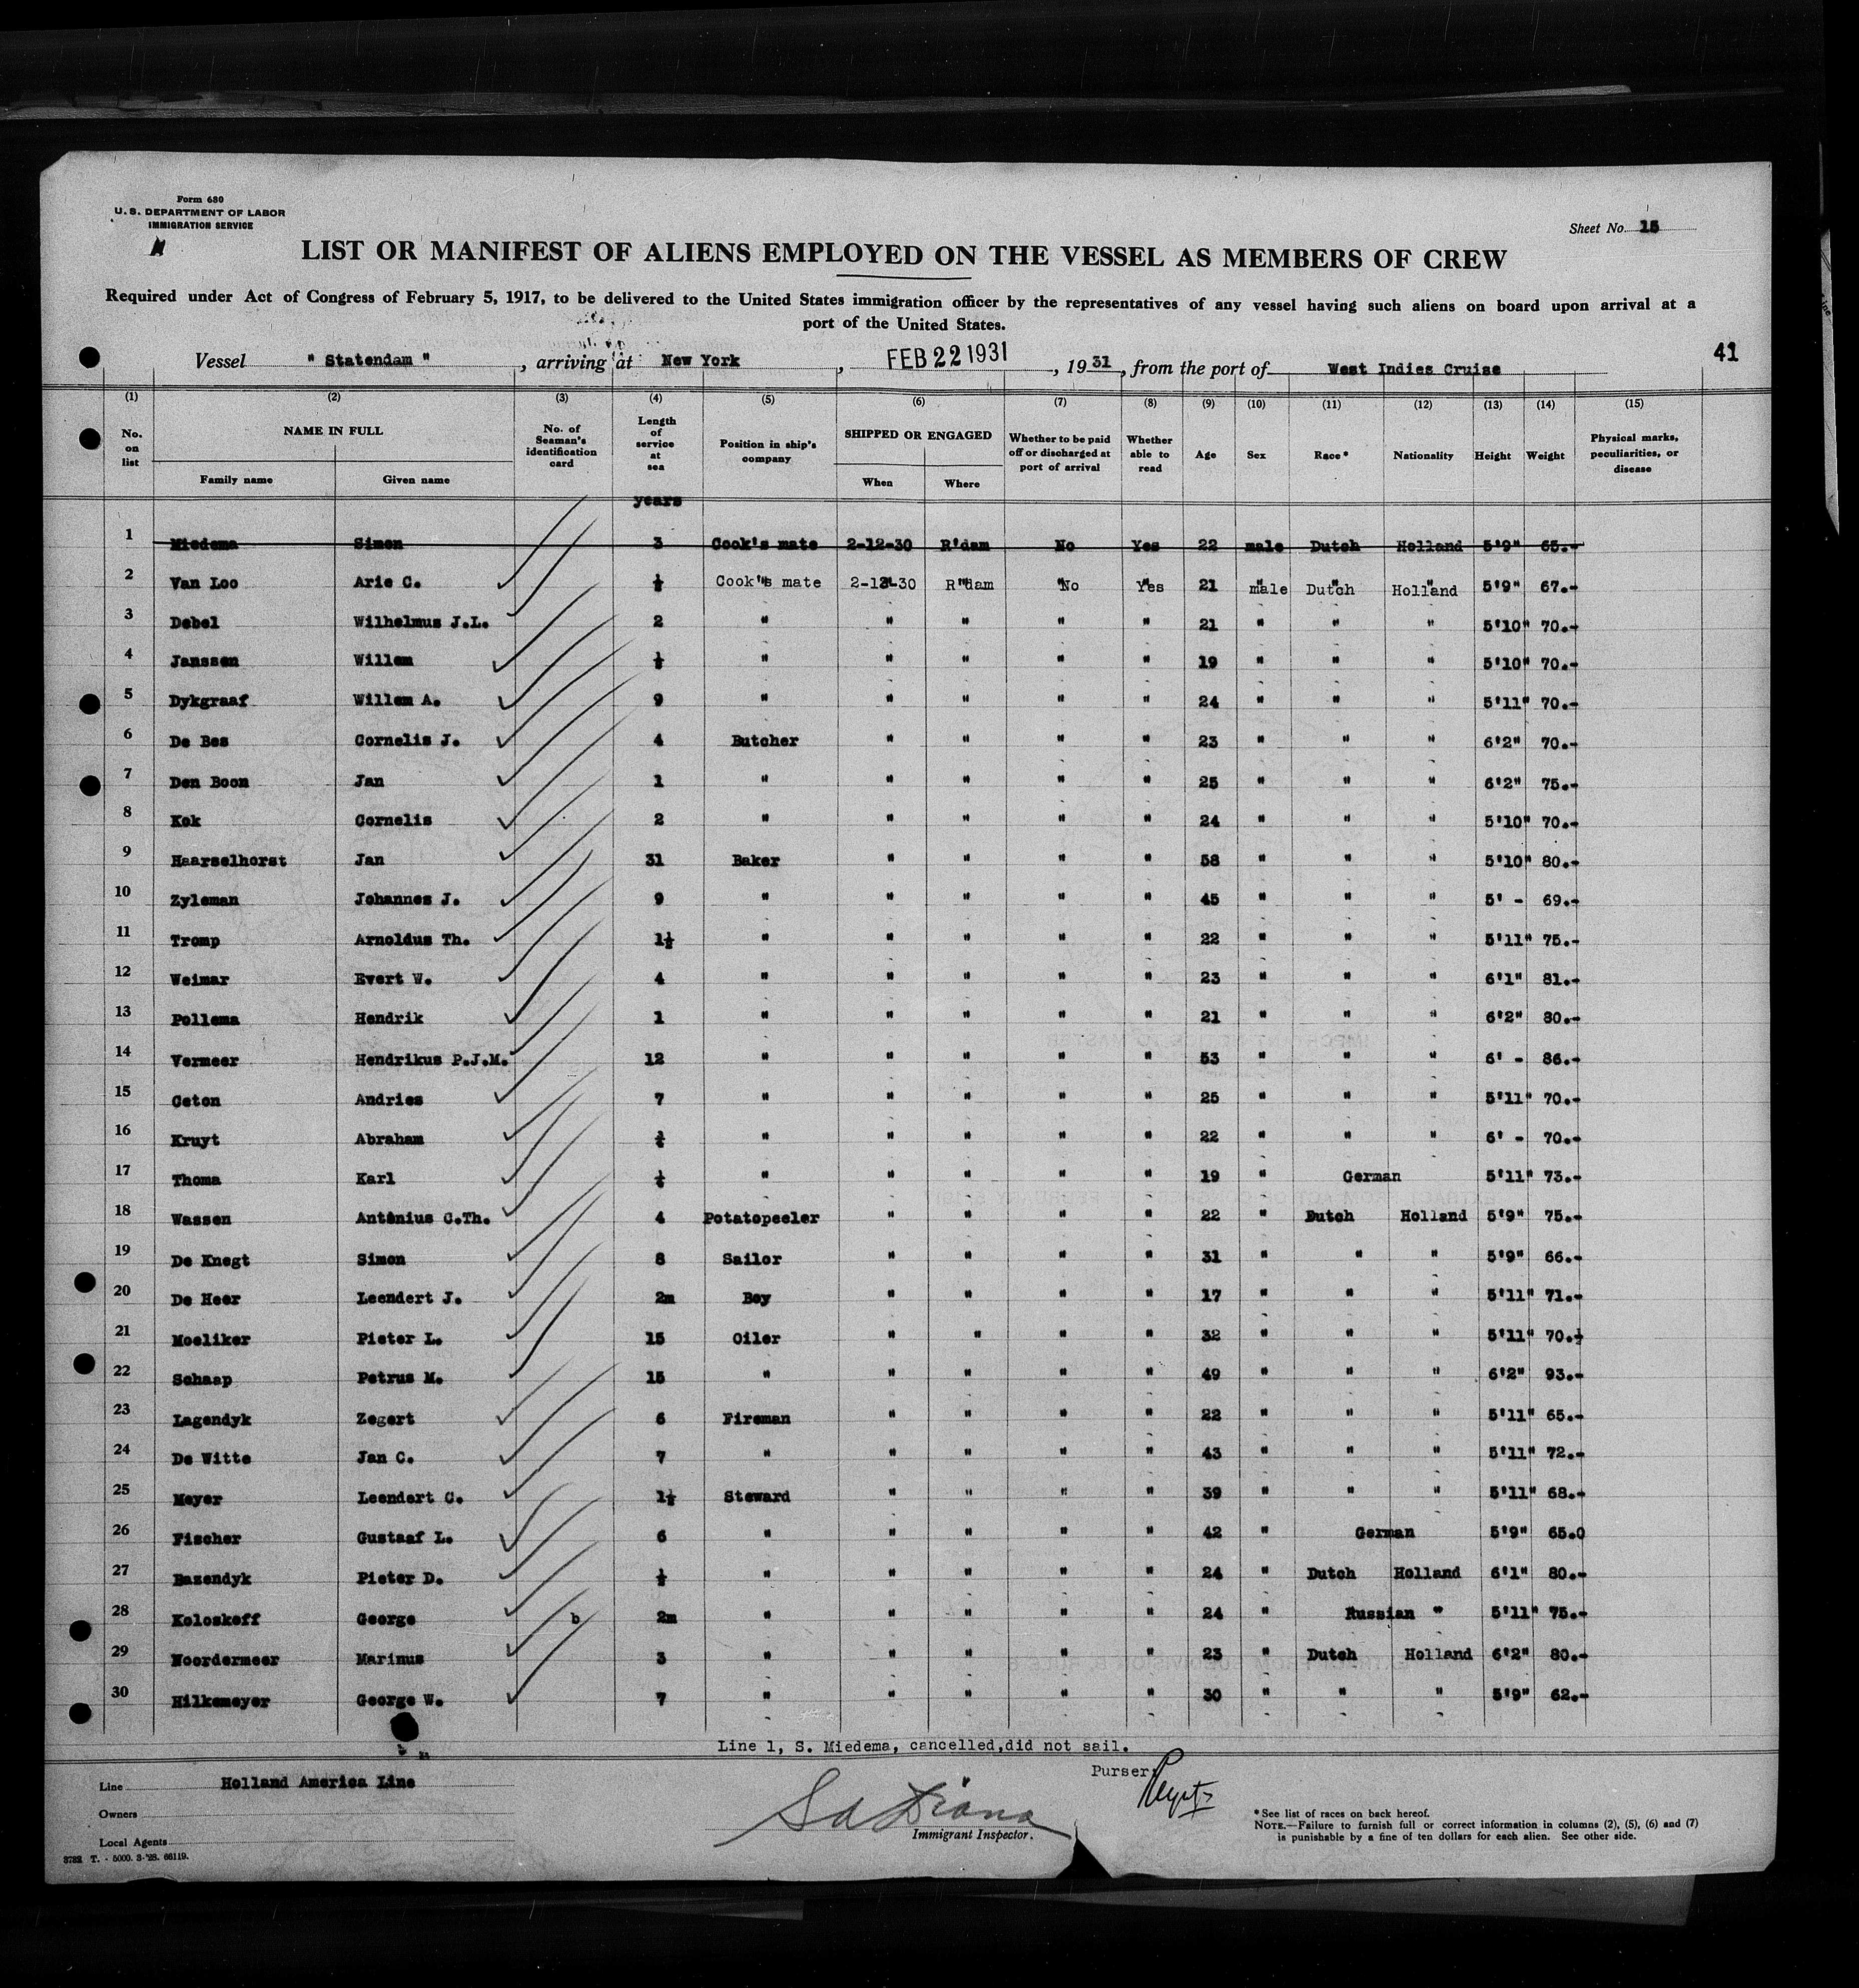 Form 680
U. S. DEPARTMENT OF LABOR
IMMIGRATION SERVICE
Sheet No. 15
LIST OR MANIFEST OF ALIENS EMPLOYED ON THE VESSEL AS MEMBERS OF CREW
Required under Act of Congress of February 5, 1917, to be delivered to the United States immigration officer by the representatives of any vessel having such aliens on board upon arrival at a
port of the United States.
Vessel " Statendam " , arriving at New York , FEB 22 1931 , 19 31 , from the port of West Indies Cruise 41
(1) (2) (3) (4) (5) (6) (7) (8) (9) (10) (11) (12) (13) (14) (15)
No. on list NAME IN FULL Family name Given name No. of Seaman's identification card Length of service at sea Position in ship's company SHIPPED OR ENGAGED When Where Whether to be paid off or discharged at port of arrival Whether able to read Age Sex Race* Nationality Height Weight Physical marks, peculiarities, or disease
years
1 Miedema Simon 3 Cook's mate 2-12-30 R'dam No Yes 22 male Dutch Holland 5'9" 65.-
2 Van Loo Arie C. ½ Cook's mate 2-12-30 R'dam No Yes 21 male Dutch Holland 5'9" 67.-
3 Debel Wilhelmus J.L. 2 " " " " " 21 " " " 5'10" 70.-
4 Janssen Willem ½ " " " " " 19 " " " 5'10" 70.-
5 Dykgraaf Willem A. 9 " " " " " 24 " " " 5'11" 70.-
6 De Bes Cornelis J. 4 Butcher " " " " 23 " " " 6'2" 70.-
7 Den Boon Jan 1 " " " " " 25 " " " 6'2" 75.-
8 Kok Cornelis 2 " " " " " 24 " " " 5'10" 70.-
9 Haarselhorst Jan 31 Baker " " " " 58 " " " 5'10" 80.-
10 Zyleman Johannes J. 9 " " " " " 45 " " " 5' - 69.-
11 Tromp Arnoldus Th. 1½ " " " " " 22 " " " 5'11" 75.-
12 Weimar Evert W. 4 " " " " " 23 " " " 6'1" 81.-
13 Pollema Hendrik 1 " " " " " 21 " " " 6'2" 80.-
14 Vermeer Hendrikus P.J.M. 12 " " " " " 53 " " " 6' - 86.-
15 Geton Andries 7 " " " " " 25 " " " 5'11" 70.-
16 Kruyt Abraham " " " " " 22 " " " 6' - 70.-
17 Thoma Karl " " " " " 19 " German 5'11" 73.-
18 Wassen Antonius C.Th. 4 Potatopeeler " " " " 22 " Dutch Holland 5'9" 75.-
19 De Knegt Simon 8 Sailor " " " " 31 " " " 5'9" 66.-
20 De Heer Leendert J. 2m Boy " " " " 17 " " " 5'11" 71.-
21 Moeliker Pieter L. 15 Oiler " " " " 32 " " " 5'11" 70.½
22 Schaap Petrus M. 15 " " " " " 49 " " " 6'2" 93.-
23 Lagendyk Zegert 6 Fireman " " " " 22 " " " 5'11" 65.-
24 De Witte Jan C. 7 " " " " " 43 " " " 5'11" 72.-
25 Meyer Leendert C. 1½ Steward " " " " 39 " " " 5'11" 68.-
26 Fischer Gustaaf L. 6 " " " " " 42 " German 5'9" 65.0
27 Bazendyk Pieter D. ½ " " " " " 24 " Dutch Holland 6'1" 80.-
28 Koloskoff George b 2m " " " " " 24 " Russian " 5'11" 75.-
29 Noordermeer Marinus 3 " " " " " 23 " Dutch Holland 6'2" 80.-
30 Hilkemeyer George W. 7 " " " " " 30 " " " 5'9" 62.-
Line 1, S. Miedema, cancelled,did not sail.
Line Holland America Line
Purser:
Owners
Immigrant Inspector.
Local Agents
* See list of races on back hereof.
NOTE.—Failure to furnish full or correct information in columns (2), (5), (6) and (7)
is punishable by a fine of ten dollars for each alien. See other side.
3782 T. - 5000. 3-'28. 66119.